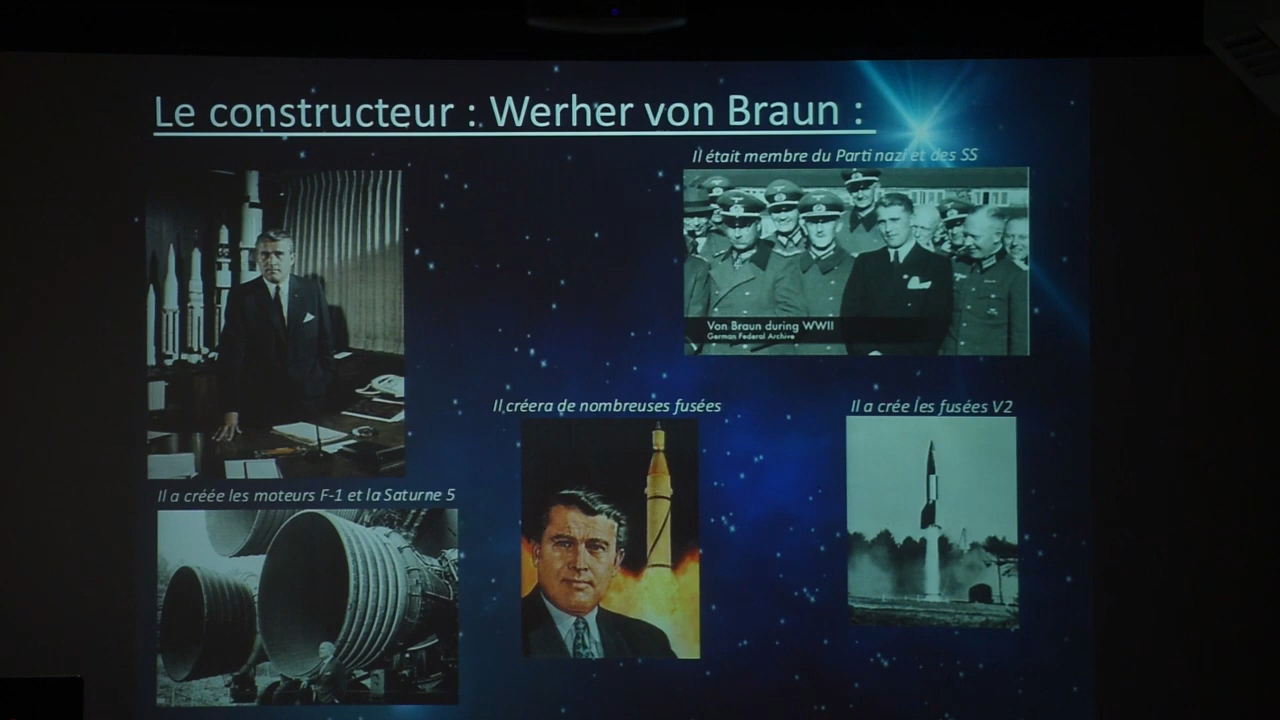 Le constructeur : Werher von Braun :
Il était membre du Parti nazi et des SS
Von Braun during WWII
German Federal Archive
Il créera de nombreuses fusées
Il a crée les fusées V2
Il a créée les moteurs F-1 et la Saturne 5